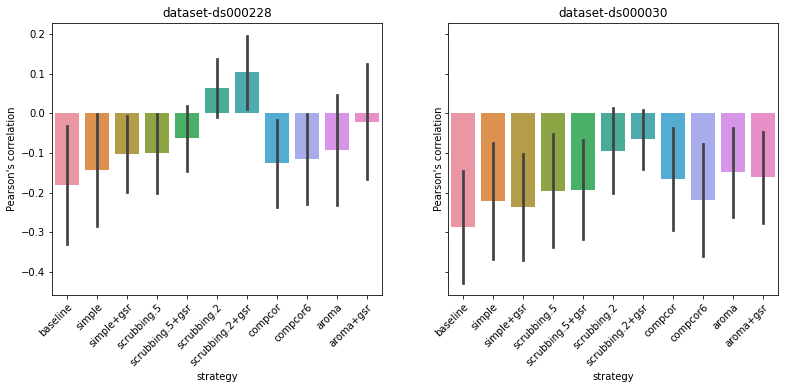 dataset-ds000228
Pearson's correlation
0.2
0.1
0.0
−0.1
−0.2
−0.3
−0.4
baseline
simple
simple+gsr
scrubbing.5
scrubbing.5+gsr
scrubbing.2
scrubbing.2+gsr
compcor
compcor6
aroma
aroma+gsr
strategy
dataset-ds000030
Pearson's correlation
baseline
simple
simple+gsr
scrubbing.5
scrubbing.5+gsr
scrubbing.2
scrubbing.2+gsr
compcor
compcor6
aroma
aroma+gsr
strategy